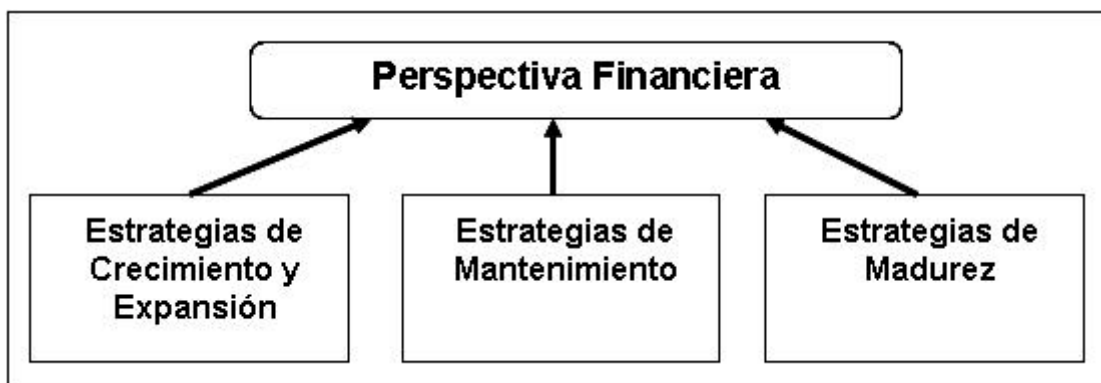 Perspectiva Financiera
Estrategias de
Crecimiento y
Expansión
Estrategias de
Mantenimiento
Estrategias de
Madurez